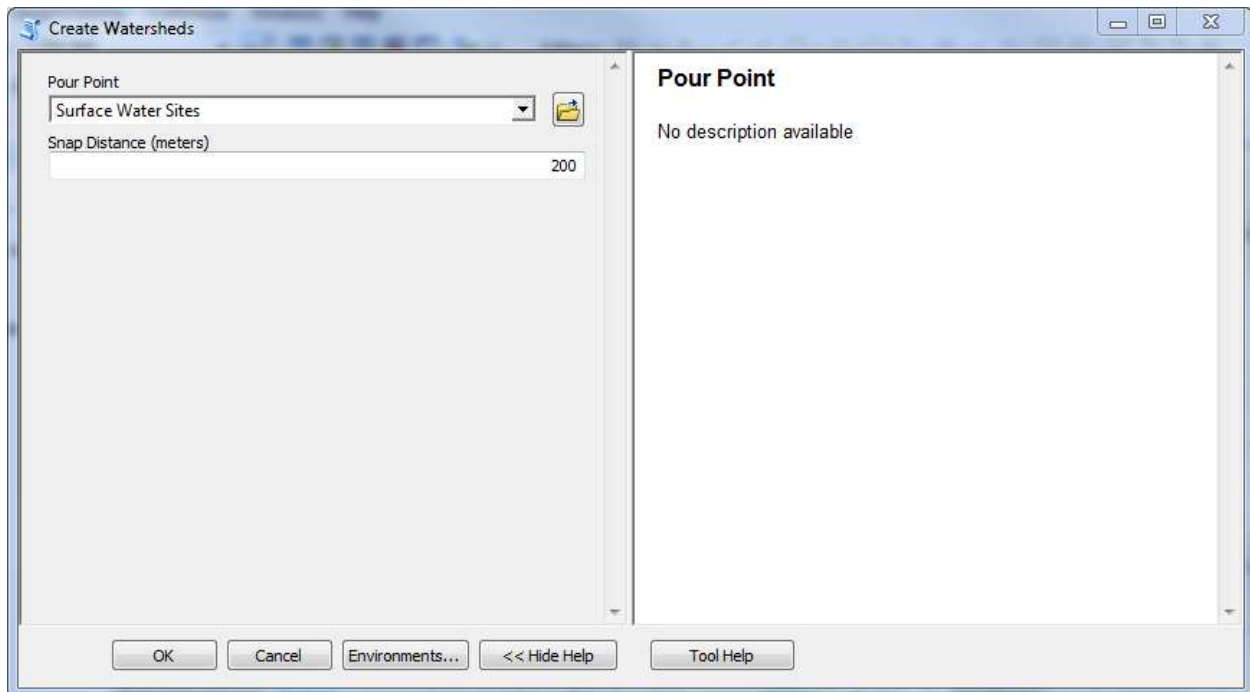 Create Watersheds
Pour Point
Surface Water Sites
Snap Distance (meters)
200
Pour Point
No description available
OK
Cancel
Environments...
<< Hide Help
Tool Help